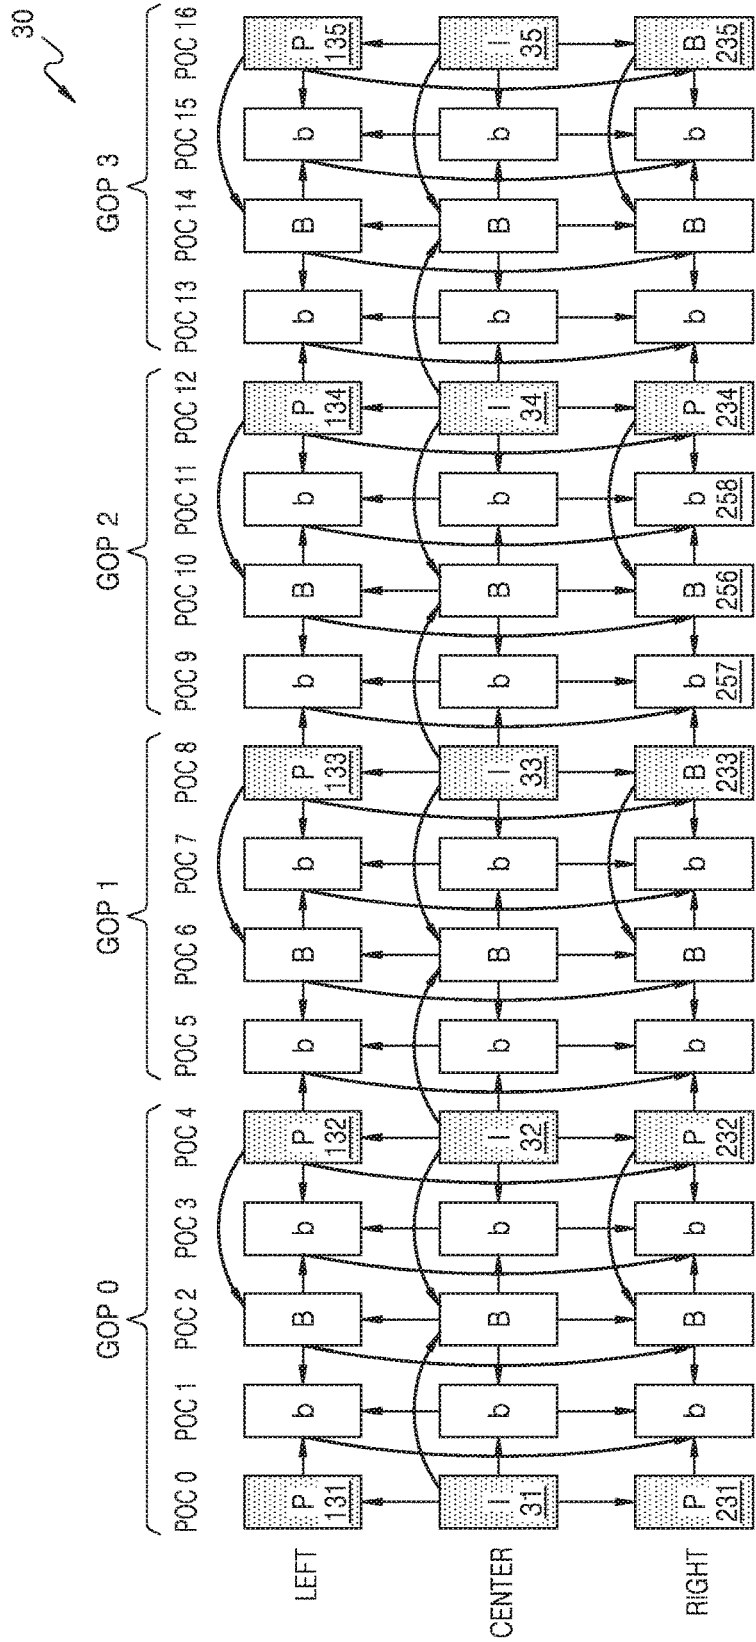 30
GOP 0 GOP 1 GOP 2 GOP 3
POC 0 POC 1 POC 2 POC 3 POC 4 POC 5 POC 6 POC 7 POC 8 POC 9 POC 10 POC 11 POC 12 POC 13 POC 14 POC 15 POC 16
LEFT P b B b P b B b P b B b P b B b P
131 132 133 134 135
CENTER I b B b I b B b I b B b I b B b I
31 32 33 34 35
RIGHT P b B b P b B b B b B b P b B b B
231 232 233 257 256 258 234 235